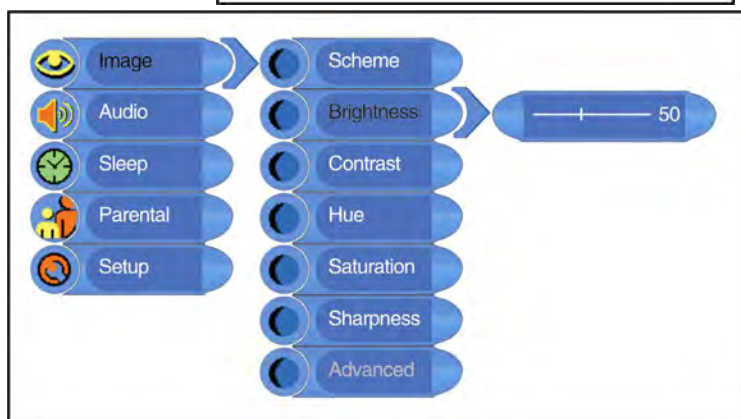 Image
Audio
Sleep
Parental
Setup
Scheme
Brightness
Contrast
Hue
Saturation
Sharpness
Advanced
50